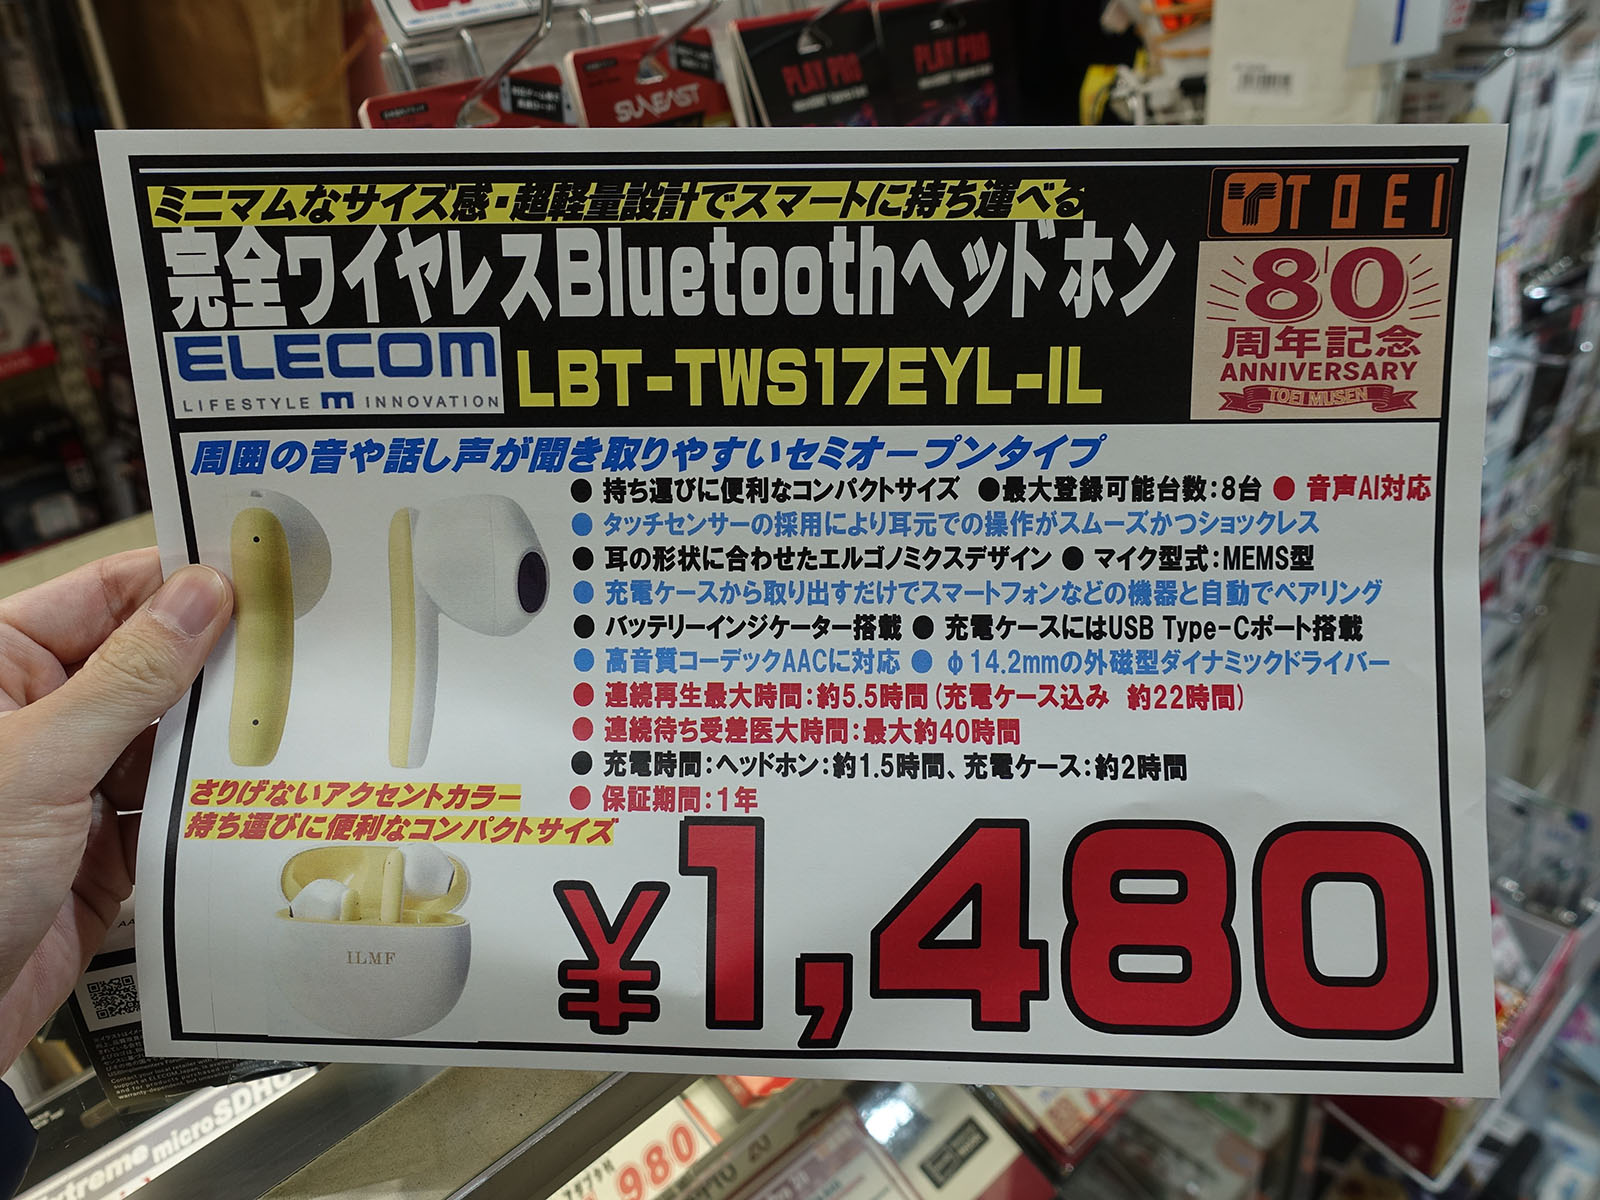 SUNEAST
PLAY PRO
PLAY PRO
ミニマムなサイズ感・超軽量設計でスマートに持ち運べる
TOEI
完全ワイヤレスBluetoothヘッドホン
80
周年記念
ANNIVERSARY
TOEI MUSEN
ELECOM
LIFESTYLE INNOVATION
LBT-TWS17EYL-IL
周囲の音や話し声が聞き取りやすいセミオープンタイプ
● 持ち運びに便利なコンパクトサイズ ●最大登録可能台数:8台 ● 音声AI対応
● タッチセンサーの採用により耳元での操作がスムーズかつショックレス
● 耳の形状に合わせたエルゴノミクスデザイン ● マイク型式:MEMS型
● 充電ケースから取り出すだけでスマートフォンなどの機器と自動でペアリング
● バッテリーインジケーター搭載 ● 充電ケースにはUSB Type-Cポート搭載
● 高音質コーデックAACに対応 ● φ14.2mmの外磁型ダイナミックドライバー
● 連続再生最大時間:約5.5時間(充電ケース込み 約22時間)
● 連続待ち受差医大時間:最大約40時間
● 充電時間:ヘッドホン:約1.5時間、充電ケース:約2時間
● 保証期間:1年
さりげないアクセントカラー
持ち運びに便利なコンパクトサイズ
ILMF
¥1,480
Extreme microSDHC
980